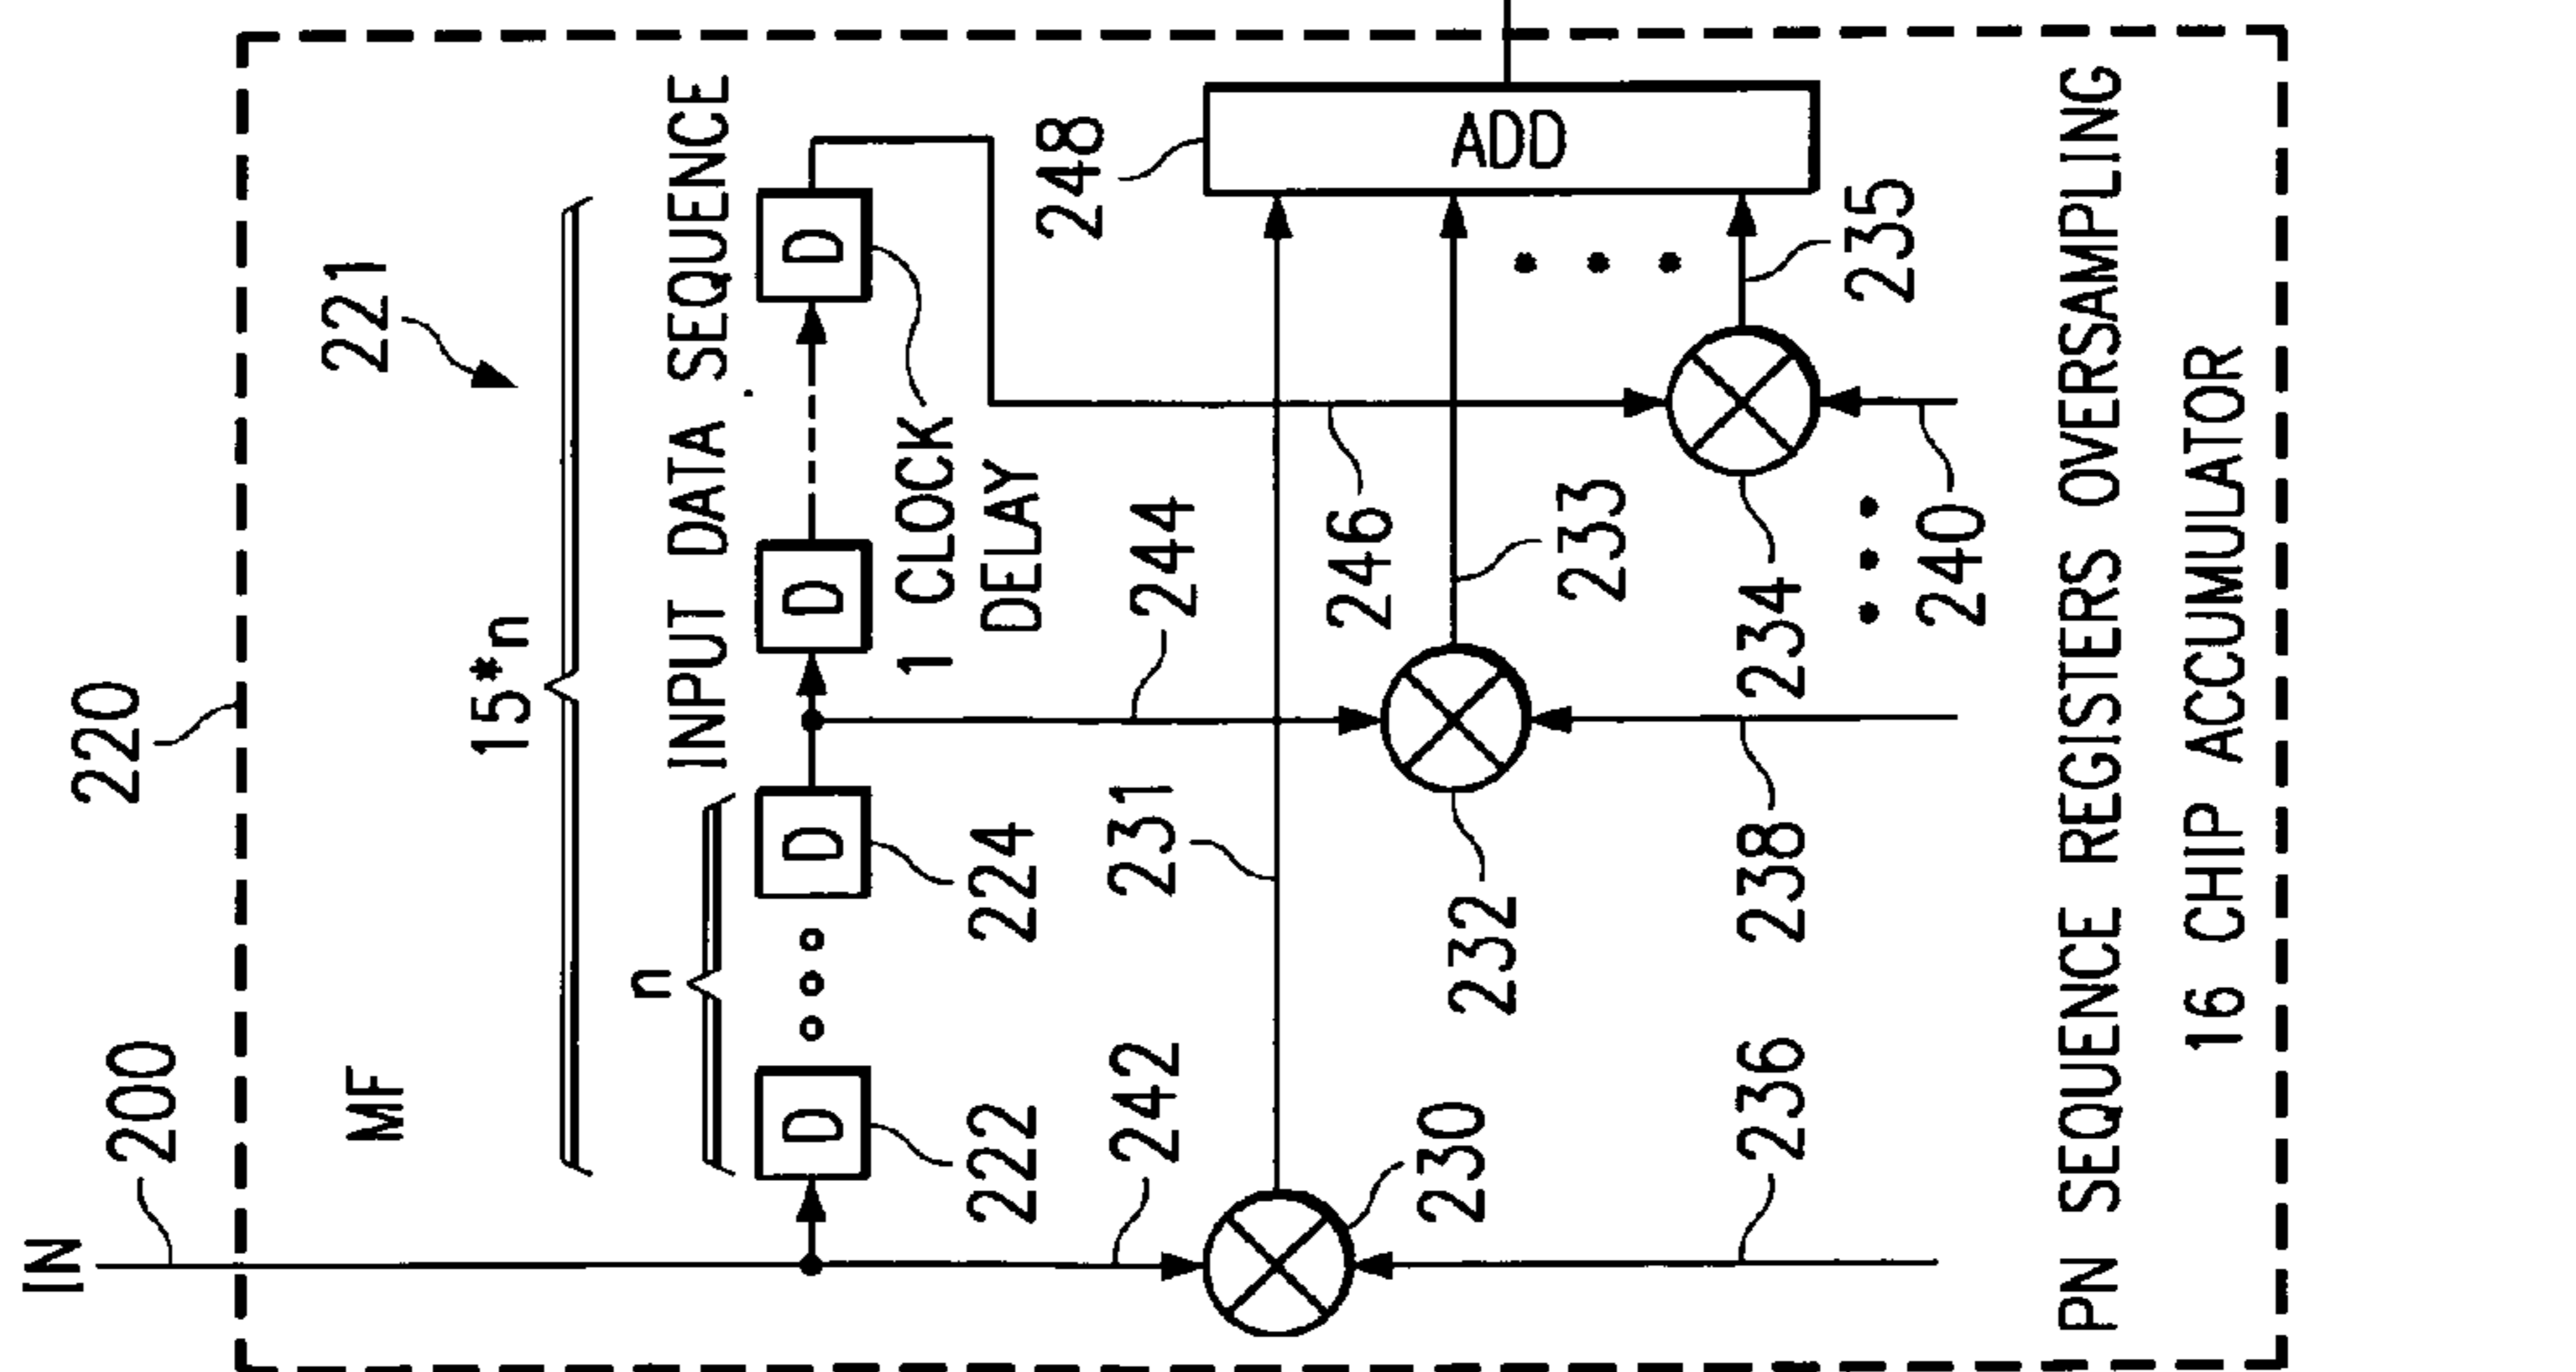 IN
200
220
MF
221
15*n
n
INPUT DATA SEQUENCE
D
D
D
D
222
224
1 CLOCK
DELAY
242
244
231
246
248
ADD
230
232
233
234
235
236
238
240
PN SEQUENCE REGISTERS OVERSAMPLING
16 CHIP ACCUMULATOR